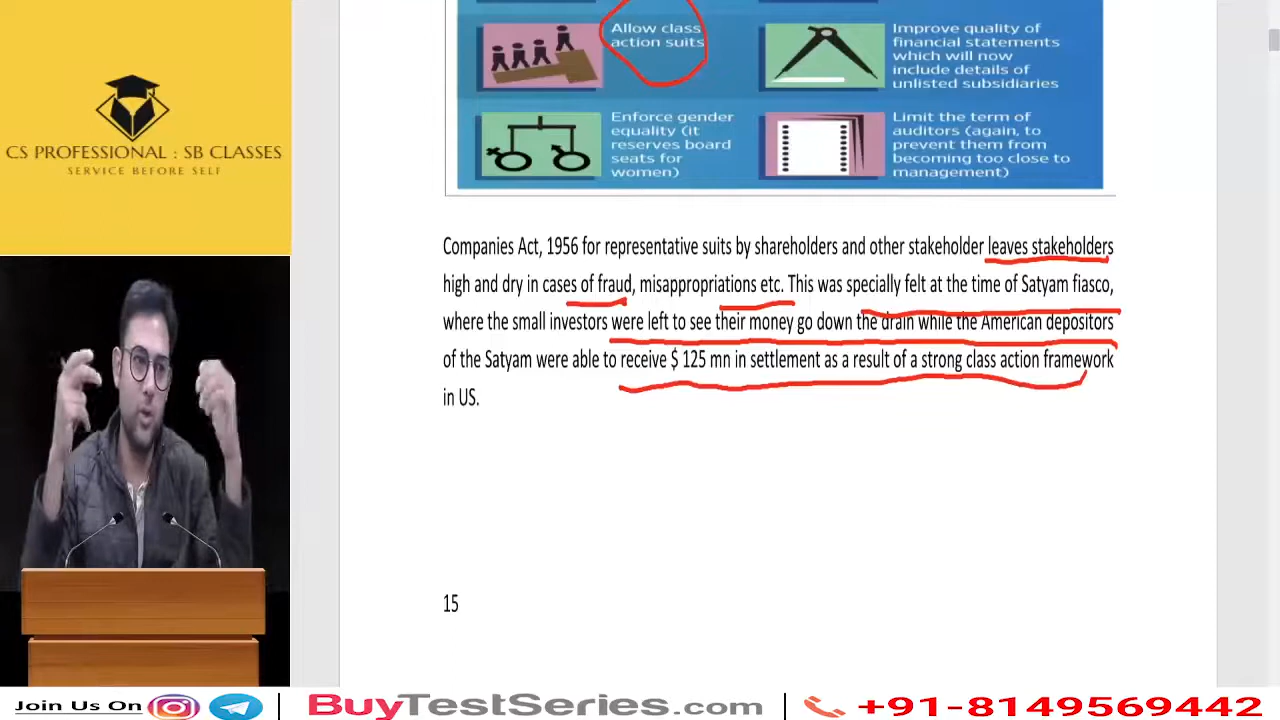 CS PROFESSIONAL : SB CLASSES
SERVICE BEFORE SELF
Allow class
action suits
Improve quality of
financial statements
which will now
include details of
unlisted subsidiaries
Enforce gender
equality (it
reserves board
seats for
women)
Limit the term of
auditors (again, to
prevent them from
becoming too close to
management)
Companies Act, 1956 for representative suits by shareholders and other stakeholder leaves stakeholders
high and dry in cases of fraud, misappropriations etc. This was specially felt at the time of Satyam fiasco,
where the small investors were left to see their money go down the drain while the American depositors
of the Satyam were able to receive $ 125 mn in settlement as a result of a strong class action framework
in US.
15
Join Us On
BuyTestSeries.com
+91-8149569442